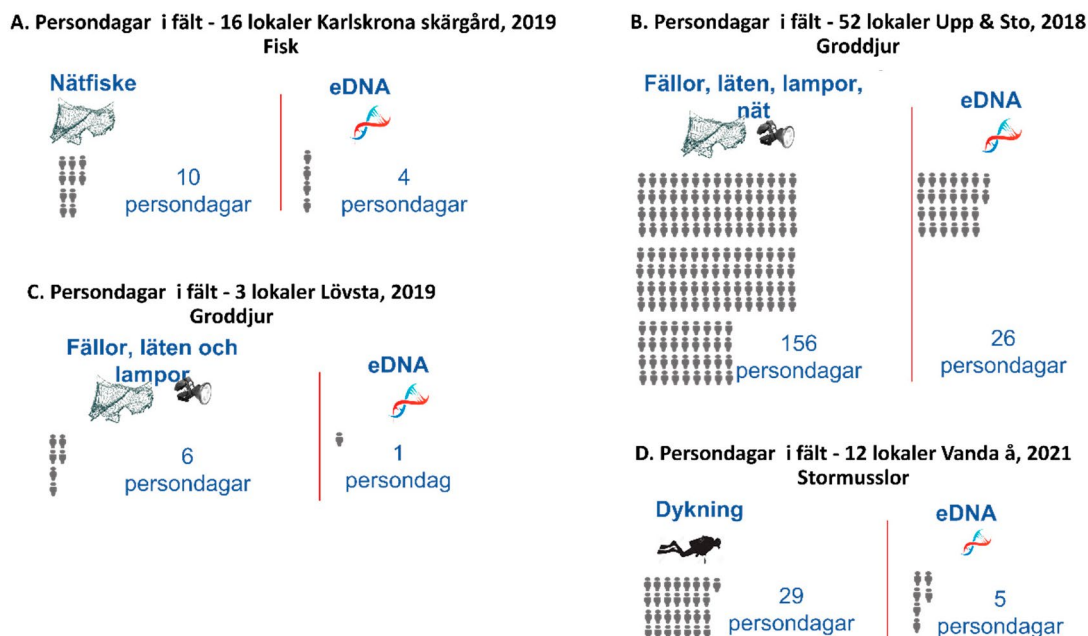 A. Persondagar i fält - 16 lokaler Karlskrona skärgård, 2019
Fisk
Nätfiske
eDNA
10
persondagar
4
persondagar
B. Persondagar i fält - 52 lokaler Upp & Sto, 2018
Groddjur
Fällor, läten, lampor,
nät
eDNA
156
persondagar
26
persondagar
C. Persondagar i fält - 3 lokaler Lövsta, 2019
Groddjur
Fällor, läten och
lampor
eDNA
6
persondagar
1
persondag
D. Persondagar i fält - 12 lokaler Vanda å, 2021
Stormusslor
Dykning
eDNA
29
persondagar
5
persondagar